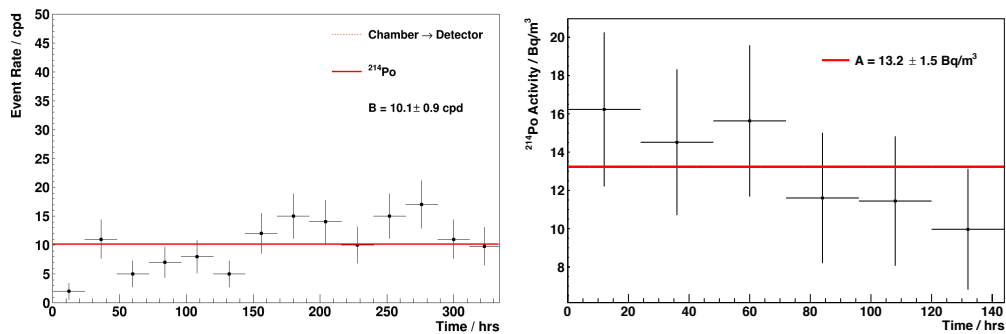 Event Rate / cpd
50
45
40
35
30
25
20
15
10
5
0
0 50 100 150 200 250 300
Time / hrs
Chamber → Detector
²¹⁴Po
B = 10.1± 0.9 cpd
²¹⁴Po Activity / Bq/m³
20
18
16
14
12
10
8
0 20 40 60 80 100 120 140
Time / hrs
A = 13.2 ± 1.5 Bq/m³